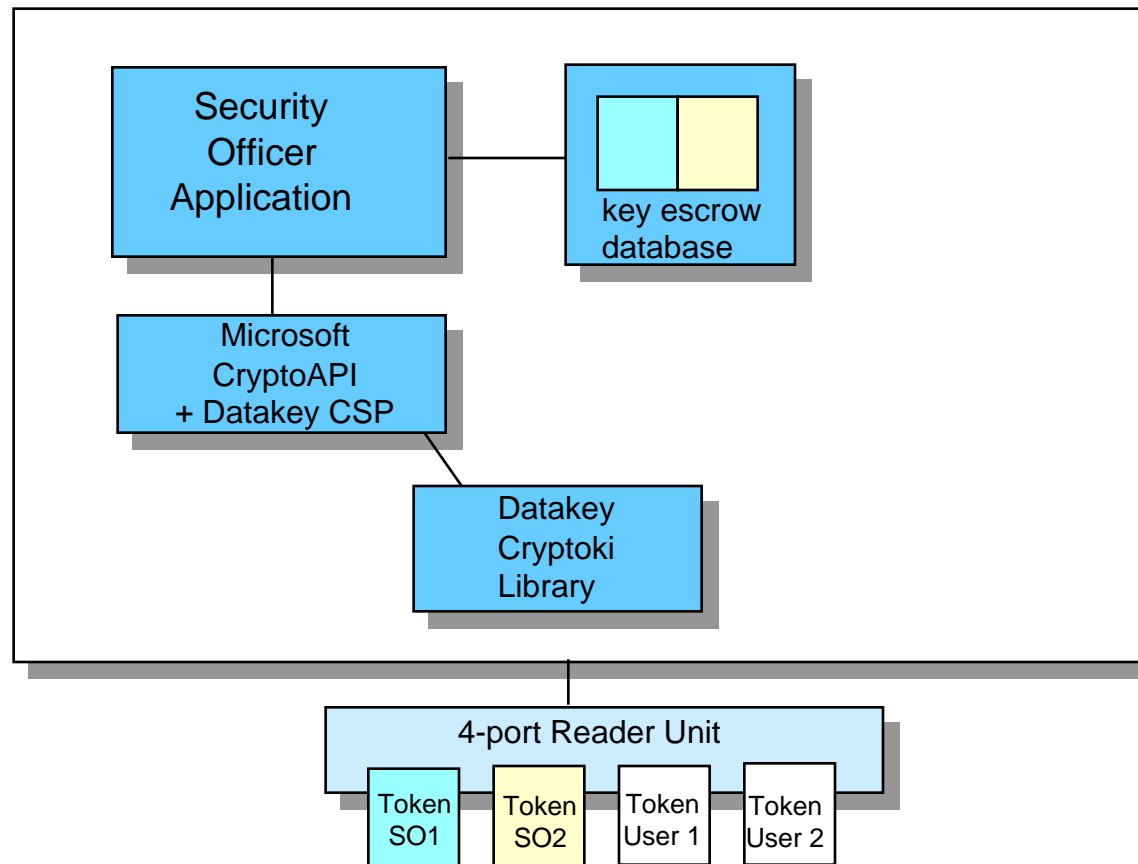 Security
Officer
Application
key escrow
database
Microsoft
CryptoAPI
+ Datakey CSP
Datakey
Cryptoki
Library
4-port Reader Unit
Token
SO1
Token
SO2
Token
User 1
Token
User 2